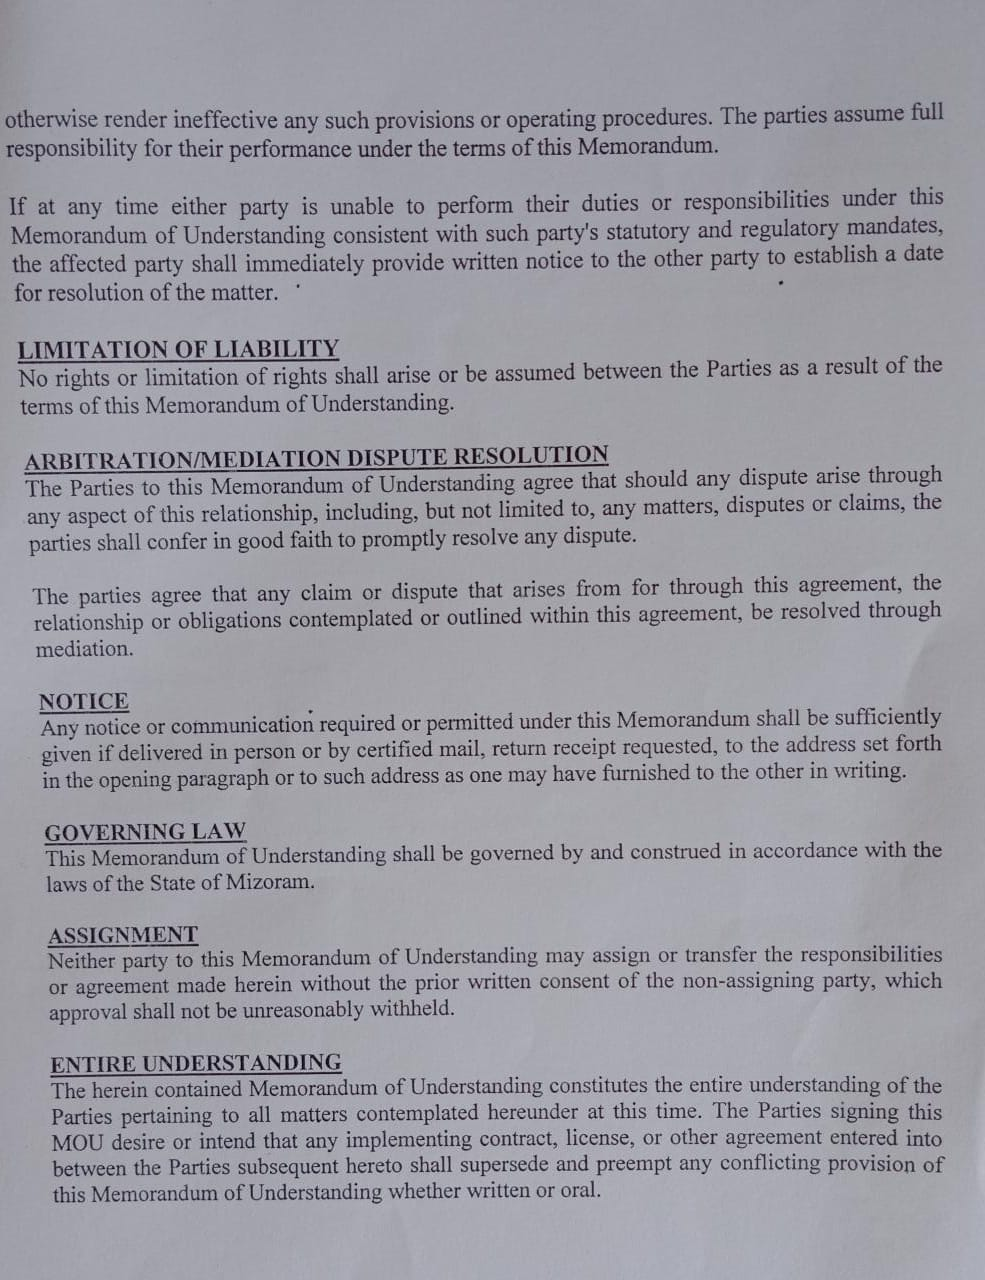 otherwise render ineffective any such provisions or operating procedures. The parties assume full
responsibility for their performance under the terms of this Memorandum.
If at any time either party is unable to perform their duties or responsibilities under this
Memorandum of Understanding consistent with such party's statutory and regulatory mandates,
the affected party shall immediately provide written notice to the other party to establish a date
for resolution of the matter.
LIMITATION OF LIABILITY
No rights or limitation of rights shall arise or be assumed between the Parties as a result of the
terms of this Memorandum of Understanding.
ARBITRATION/MEDIATION DISPUTE RESOLUTION
The Parties to this Memorandum of Understanding agree that should any dispute arise through
any aspect of this relationship, including, but not limited to, any matters, disputes or claims, the
parties shall confer in good faith to promptly resolve any dispute.
The parties agree that any claim or dispute that arises from for through this agreement, the
relationship or obligations contemplated or outlined within this agreement, be resolved through
mediation.
NOTICE
Any notice or communication required or permitted under this Memorandum shall be sufficiently
given if delivered in person or by certified mail, return receipt requested, to the address set forth
in the opening paragraph or to such address as one may have furnished to the other in writing.
GOVERNING LAW
This Memorandum of Understanding shall be governed by and construed in accordance with the
laws of the State of Mizoram.
ASSIGNMENT
Neither party to this Memorandum of Understanding may assign or transfer the responsibilities
or agreement made herein without the prior written consent of the non-assigning party, which
approval shall not be unreasonably withheld.
ENTIRE UNDERSTANDING
The herein contained Memorandum of Understanding constitutes the entire understanding of the
Parties pertaining to all matters contemplated hereunder at this time. The Parties signing this
MOU desire or intend that any implementing contract, license, or other agreement entered into
between the Parties subsequent hereto shall supersede and preempt any conflicting provision of
this Memorandum of Understanding whether written or oral.